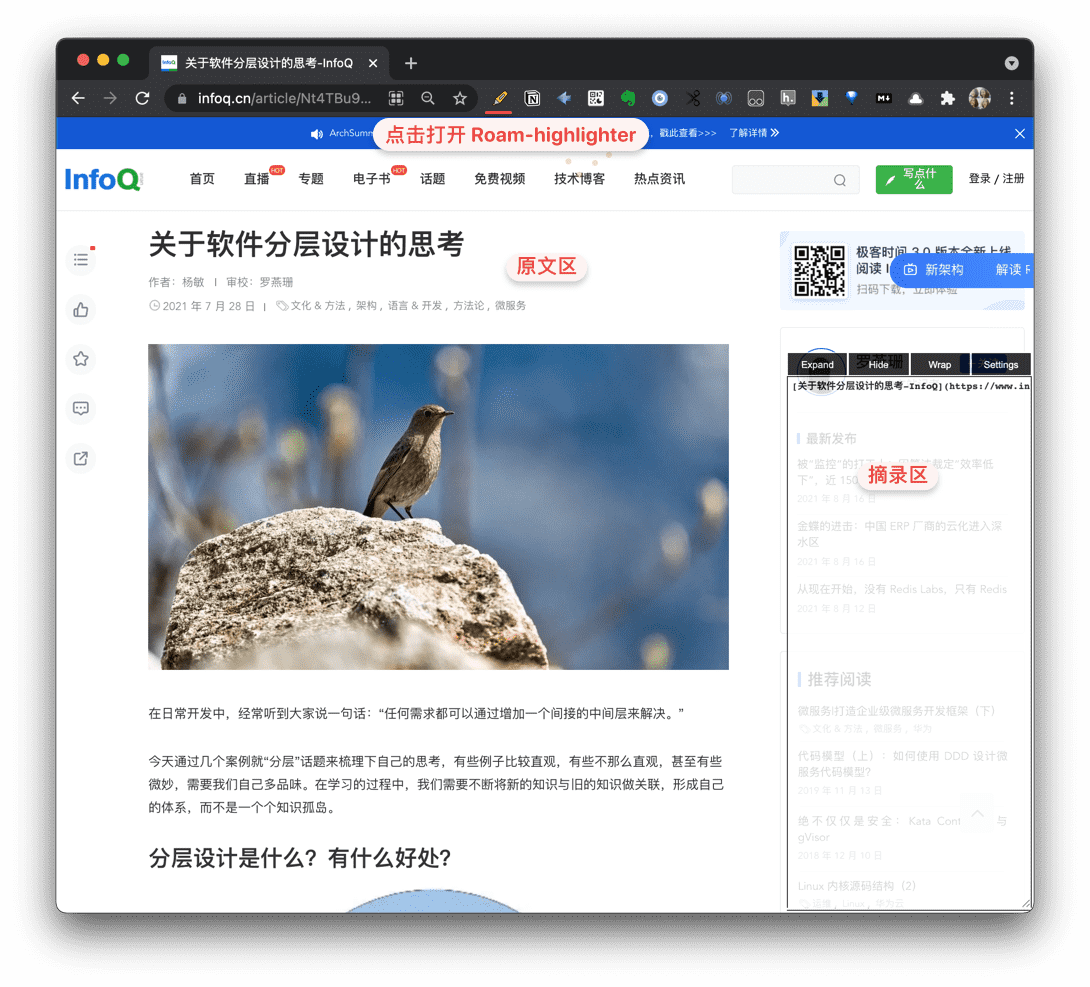 关于软件分层设计的思考-InfoQ
infoq.cn/article/Nt4TBu9...
ArchSumm
点击打开 Roam-highlighter
, 戳此查看>>>
了解详情
InfoQ
首页
直播
HOT
专题
电子书
HOT
话题
免费视频
技术博客
热点资讯
写点什么
登录 / 注册
关于软件分层设计的思考
原文区
作者：杨敏
审校：罗燕珊
2021 年 7 月 28 日
文化 & 方法 , 架构 , 语言 & 开发 , 方法论 , 微服务
极客时间 3.0 版本全新上线
阅读
新架构
解读
扫码下载，立即体验
Expand
Hide
Wrap
Settings
[关于软件分层设计的思考-InfoQ](https://www.in
最新发布
效率低
下”，近 150
摘录区
2021 年 8 月 16 日
金蝶的进击：中国 ERP 厂商的云化进入深
水区
2021 年 8 月 16 日
从现在开始，没有 Redis Labs，只有 Redis
2021 年 8 月 12 日
在日常开发中，经常听到大家说一句话：“任何需求都可以通过增加一个间接的中间层来解决。”
今天通过几个案例就“分层”话题来梳理下自己的思考，有些例子比较直观，有些不那么直观，甚至有些
微妙，需要我们自己多品味。在学习的过程中，我们需要不断将新的知识与旧的知识做关联，形成自己
的体系，而不是一个个知识孤岛。
分层设计是什么？有什么好处?
推荐阅读
微服务|打造企业级微服务开发框架（下）
文化 & 方法 , 微服务 , 华为
代码模型（上）：如何使用 DDD 设计微
服务代码模型?
2019 年 11 月 13 日
绝不仅仅是安全：Kata Cont 与
gVisor
2018 年 12 月 10 日
Linux 内核源码结构（2）
运维 , Linux , 华为云